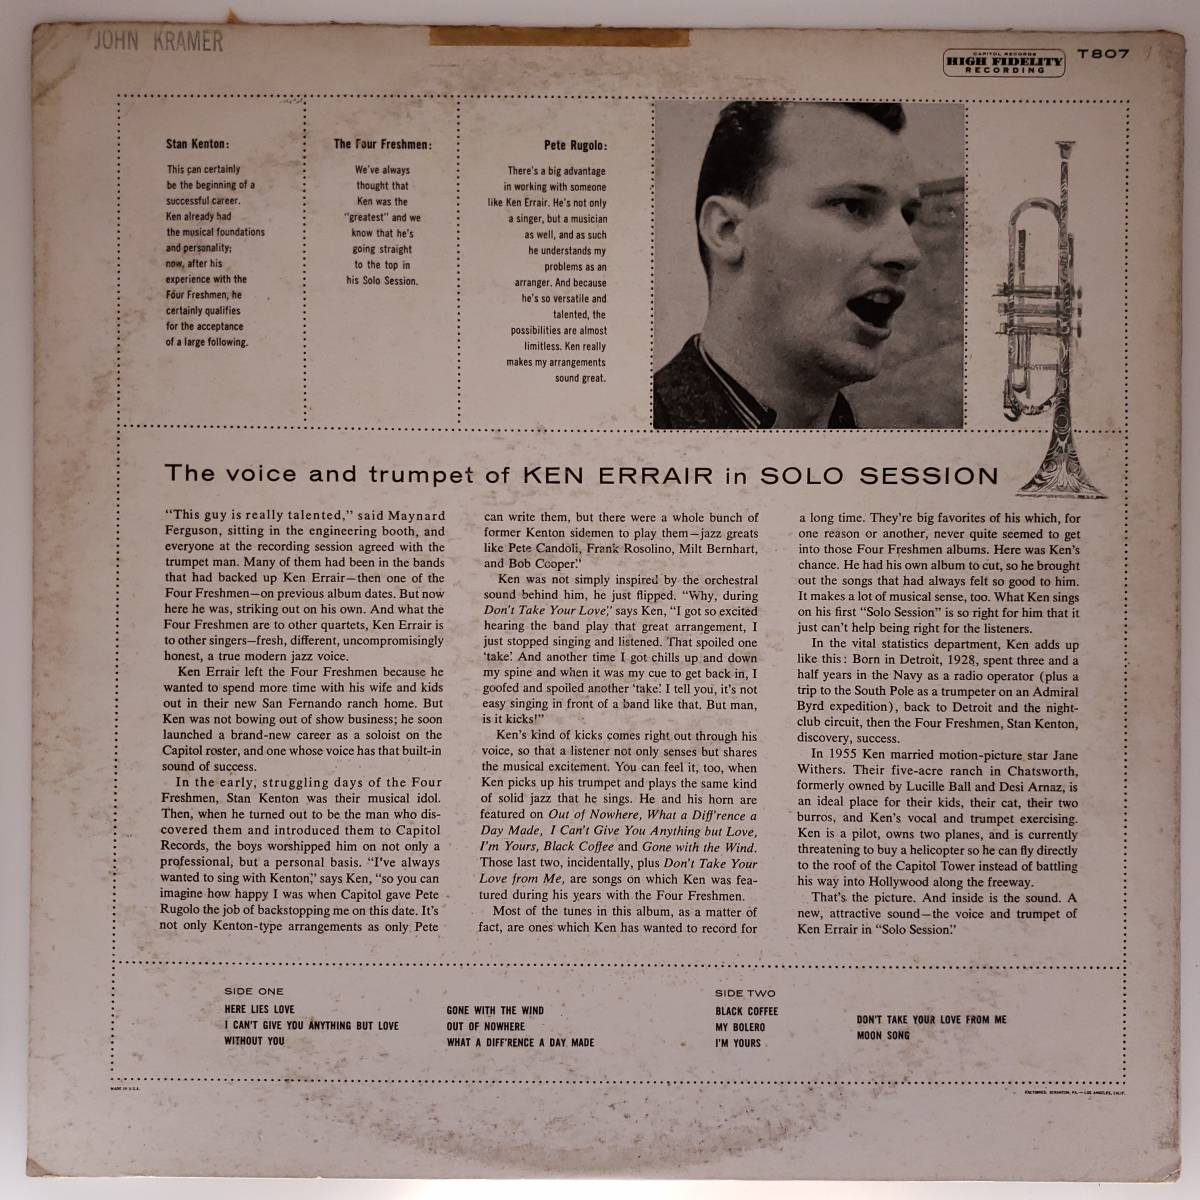 JOHN KRAMER
CAPITOL RECORDS
HIGH FIDELITY
RECORDING
T807
Stan Kenton:
This can certainly
be the beginning of a
successful career.
Ken already had
the musical foundations
and personality;
now, after his
experience with the
Four Freshmen, he
certainly qualifies
for the acceptance
of a large following.
The Four Freshmen:
We've always
thought that
Ken was the
"greatest" and we
know that he's
going straight
to the top in
his Solo Session.
Pete Rugolo:
There's a big advantage
in working with someone
like Ken Errair. He's not only
a singer, but a musician
as well, and as such
he understands my
problems as an
arranger. And because
he's so versatile and
talented, the
possibilities are almost
limitless. Ken really
makes my arrangements
sound great.
The voice and trumpet of KEN ERRAIR in SOLO SESSION
“This guy is really talented,” said Maynard
Ferguson, sitting in the engineering booth, and
everyone at the recording session agreed with the
trumpet man. Many of them had been in the bands
that had backed up Ken Errair—then one of the
Four Freshmen—on previous album dates. But now
here he was, striking out on his own. And what the
Four Freshmen are to other quartets, Ken Errair is
to other singers—fresh, different, uncompromisingly
honest, a true modern jazz voice.
Ken Errair left the Four Freshmen because he
wanted to spend more time with his wife and kids
out in their new San Fernando ranch home. But
Ken was not bowing out of show business; he soon
launched a brand-new career as a soloist on the
Capitol roster, and one whose voice has that built-in
sound of success.
In the early, struggling days of the Four
Freshmen, Stan Kenton was their musical idol.
Then, when he turned out to be the man who dis-
covered them and introduced them to Capitol
Records, the boys worshipped him on not only a
professional, but a personal basis. “I've always
wanted to sing with Kenton,” says Ken, “so you can
imagine how happy I was when Capitol gave Pete
Rugolo the job of backstopping me on this date. It's
not only Kenton-type arrangements as only Pete
can write them, but there were a whole bunch of
former Kenton sidemen to play them—jazz greats
like Pete Candoli, Frank Rosolino, Milt Bernhart,
and Bob Cooper.”
Ken was not simply inspired by the orchestral
sound behind him, he just flipped. “Why, during
Don't Take Your Love,” says Ken, “I got so excited
hearing the band play that great arrangement, I
just stopped singing and listened. That spoiled one
‘take.’ And another time I got chills up and down
my spine and when it was my cue to get back in, I
goofed and spoiled another ‘take.’ I tell you, it's not
easy singing in front of a band like that. But man,
is it kicks!”
Ken's kind of kicks comes right out through his
voice, so that a listener not only senses but shares
the musical excitement. You can feel it, too, when
Ken picks up his trumpet and plays the same kind
of solid jazz that he sings. He and his horn are
featured on Out of Nowhere, What a Diff'rence a
Day Made, I Can't Give You Anything but Love,
I'm Yours, Black Coffee and Gone with the Wind.
Those last two, incidentally, plus Don't Take Your
Love from Me, are songs on which Ken was fea-
tured during his years with the Four Freshmen.
Most of the tunes in this album, as a matter of
fact, are ones which Ken has wanted to record for
a long time. They're big favorites of his which, for
one reason or another, never quite seemed to get
into those Four Freshmen albums. Here was Ken's
chance. He had his own album to cut, so he brought
out the songs that had always felt so good to him.
It makes a lot of musical sense, too. What Ken sings
on his first “Solo Session” is so right for him that it
just can't help being right for the listeners.
In the vital statistics department, Ken adds up
like this: Born in Detroit, 1928, spent three and a
half years in the Navy as a radio operator (plus a
trip to the South Pole as a trumpeter on an Admiral
Byrd expedition), back to Detroit and the night-
club circuit, then the Four Freshmen, Stan Kenton,
discovery, success.
In 1955 Ken married motion-picture star Jane
Withers. Their five-acre ranch in Chatsworth,
formerly owned by Lucille Ball and Desi Arnaz, is
an ideal place for their kids, their cat, their two
burros, and Ken's vocal and trumpet exercising.
Ken is a pilot, owns two planes, and is currently
threatening to buy a helicopter so he can fly directly
to the roof of the Capitol Tower instead of battling
his way into Hollywood along the freeway.
That's the picture. And inside is the sound. A
new, attractive sound—the voice and trumpet of
Ken Errair in “Solo Session.”
SIDE ONE
HERE LIES LOVE
I CAN'T GIVE YOU ANYTHING BUT LOVE
WITHOUT YOU
GONE WITH THE WIND
OUT OF NOWHERE
WHAT A DIFF'RENCE A DAY MADE
SIDE TWO
BLACK COFFEE
MY BOLERO
I'M YOURS
DON'T TAKE YOUR LOVE FROM ME
MOON SONG
MADE IN U.S.A.
FACTORIES: SCRANTON, PA.—LOS ANGELES, CALIF.